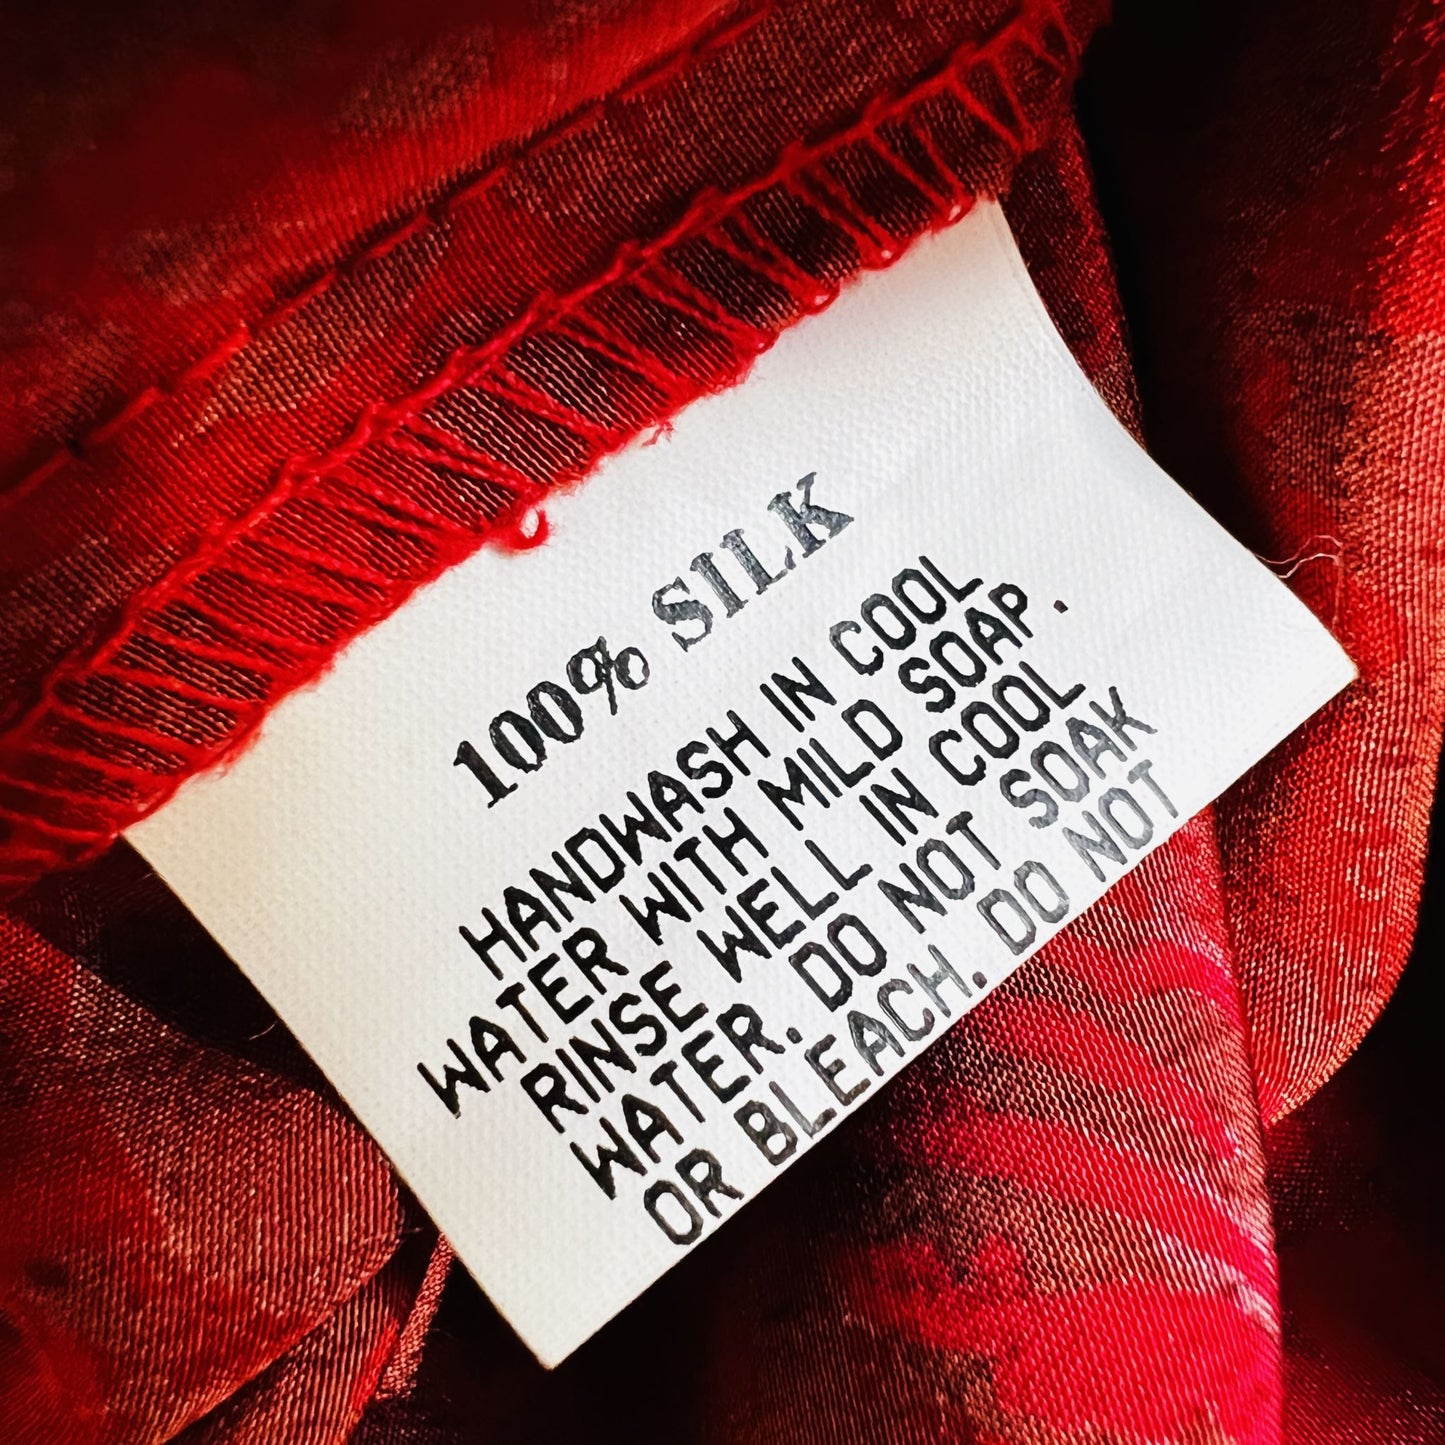 100% SILK
HANDWASH IN COOL
WATER WITH MILD SOAP.
RINSE WELL IN COOL
WATER. DO NOT SOAK
OR BLEACH. DO NOT